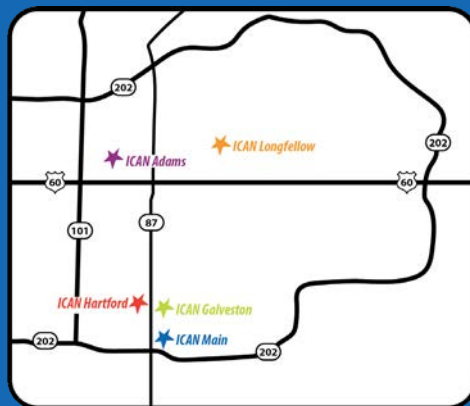 202
202
ICAN Longfellow
ICAN Adams
60
60
87
101
ICAN Hartford
ICAN Galveston
ICAN Main
202
202